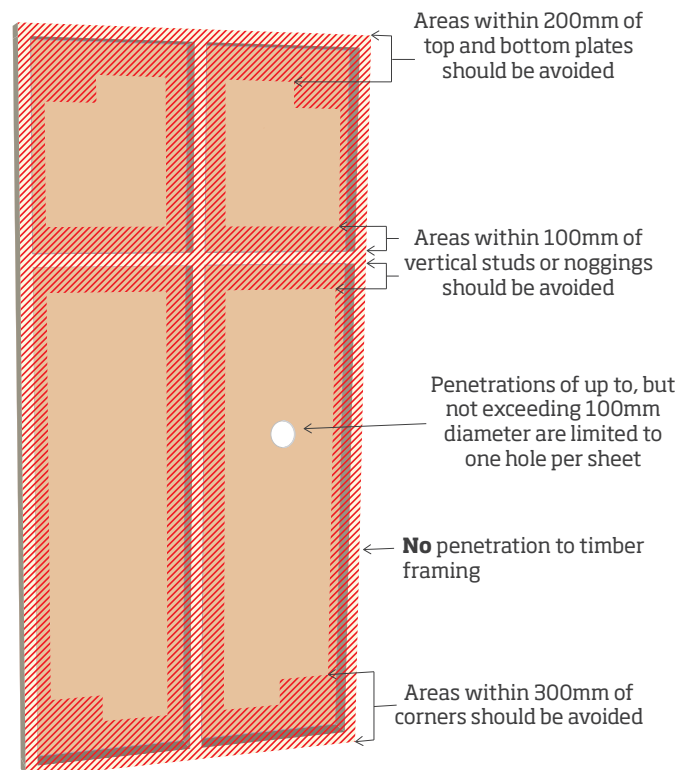 Areas within 200mm of
top and bottom plates
should be avoided
Areas within 100mm of
vertical studs or noggings
should be avoided
Penetrations of up to, but
not exceeding 100mm
diameter are limited to
one hole per sheet
No penetration to timber
framing
Areas within 300mm of
corners should be avoided